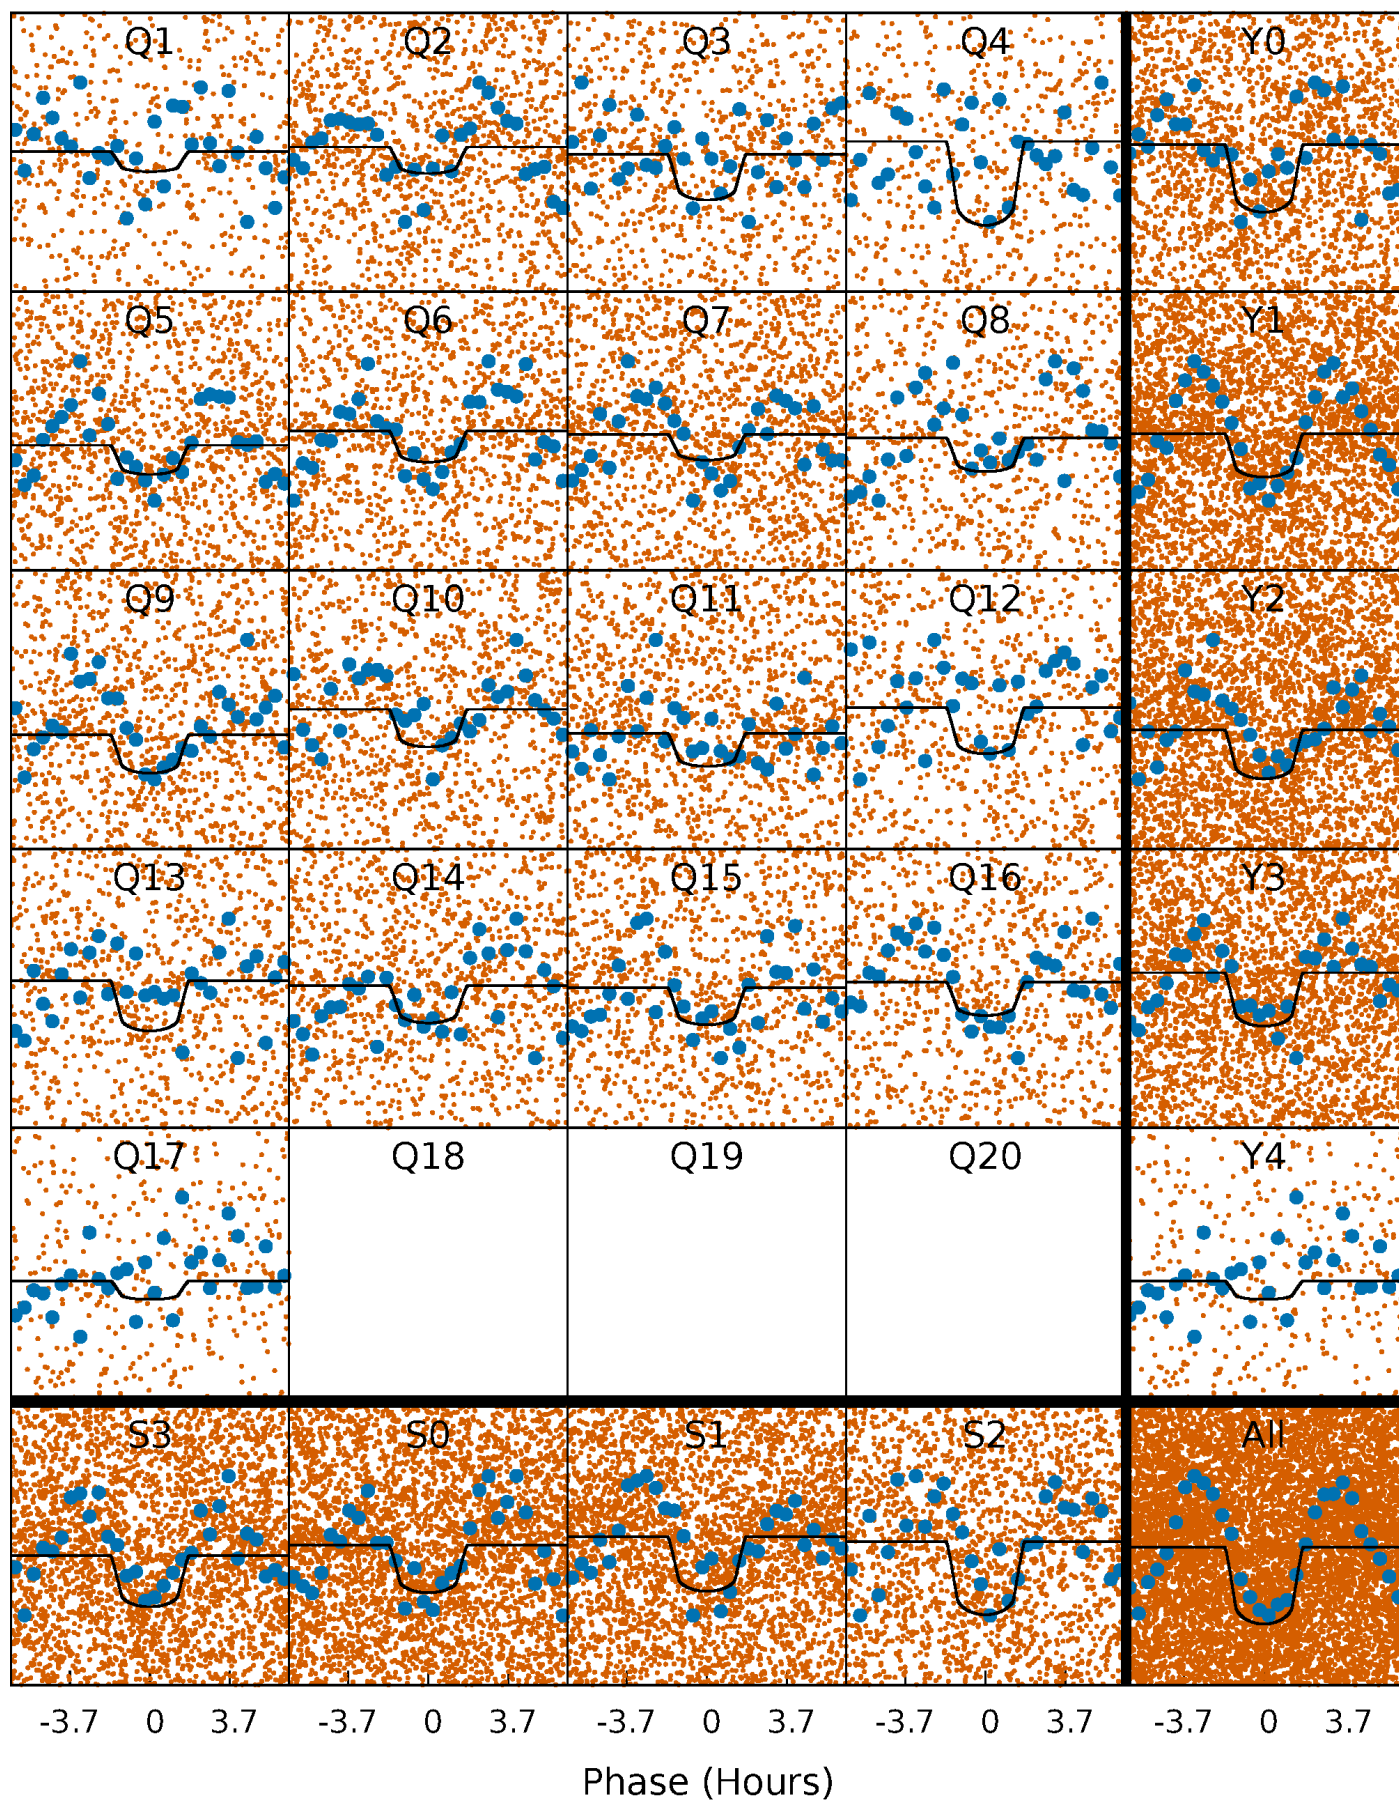 Q1 Q2 Q3 Q4 Y0
Q5 Q6 Q7 Q8 Y1
Q9 Q10 Q11 Q12 Y2
Q13 Q14 Q15 Q16 Y3
Q17 Q18 Q19 Q20 Y4
S3 S0 S1 S2 All
-3.7 0 3.7 -3.7 0 3.7 -3.7 0 3.7 -3.7 0 3.7 -3.7 0 3.7
Phase (Hours)